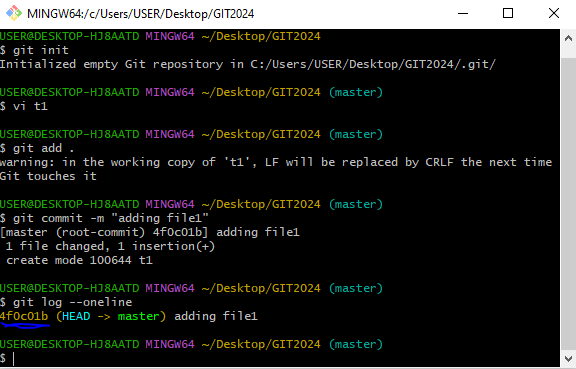 MINGW64:/c/Users/USER/Desktop/GIT2024
USER@DESKTOP-HJ8AATD MINGW64 ~/Desktop/GIT2024
$ git init
Initialized empty Git repository in C:/Users/USER/Desktop/GIT2024/.git/
USER@DESKTOP-HJ8AATD MINGW64 ~/Desktop/GIT2024 (master)
$ vi t1
USER@DESKTOP-HJ8AATD MINGW64 ~/Desktop/GIT2024 (master)
$ git add .
warning: in the working copy of 't1', LF will be replaced by CRLF the next time
Git touches it
USER@DESKTOP-HJ8AATD MINGW64 ~/Desktop/GIT2024 (master)
$ git commit -m "adding file1"
[master (root-commit) 4f0c01b] adding file1
 1 file changed, 1 insertion(+)
 create mode 100644 t1
USER@DESKTOP-HJ8AATD MINGW64 ~/Desktop/GIT2024 (master)
$ git log --oneline
4f0c01b (HEAD -> master) adding file1
USER@DESKTOP-HJ8AATD MINGW64 ~/Desktop/GIT2024 (master)
$